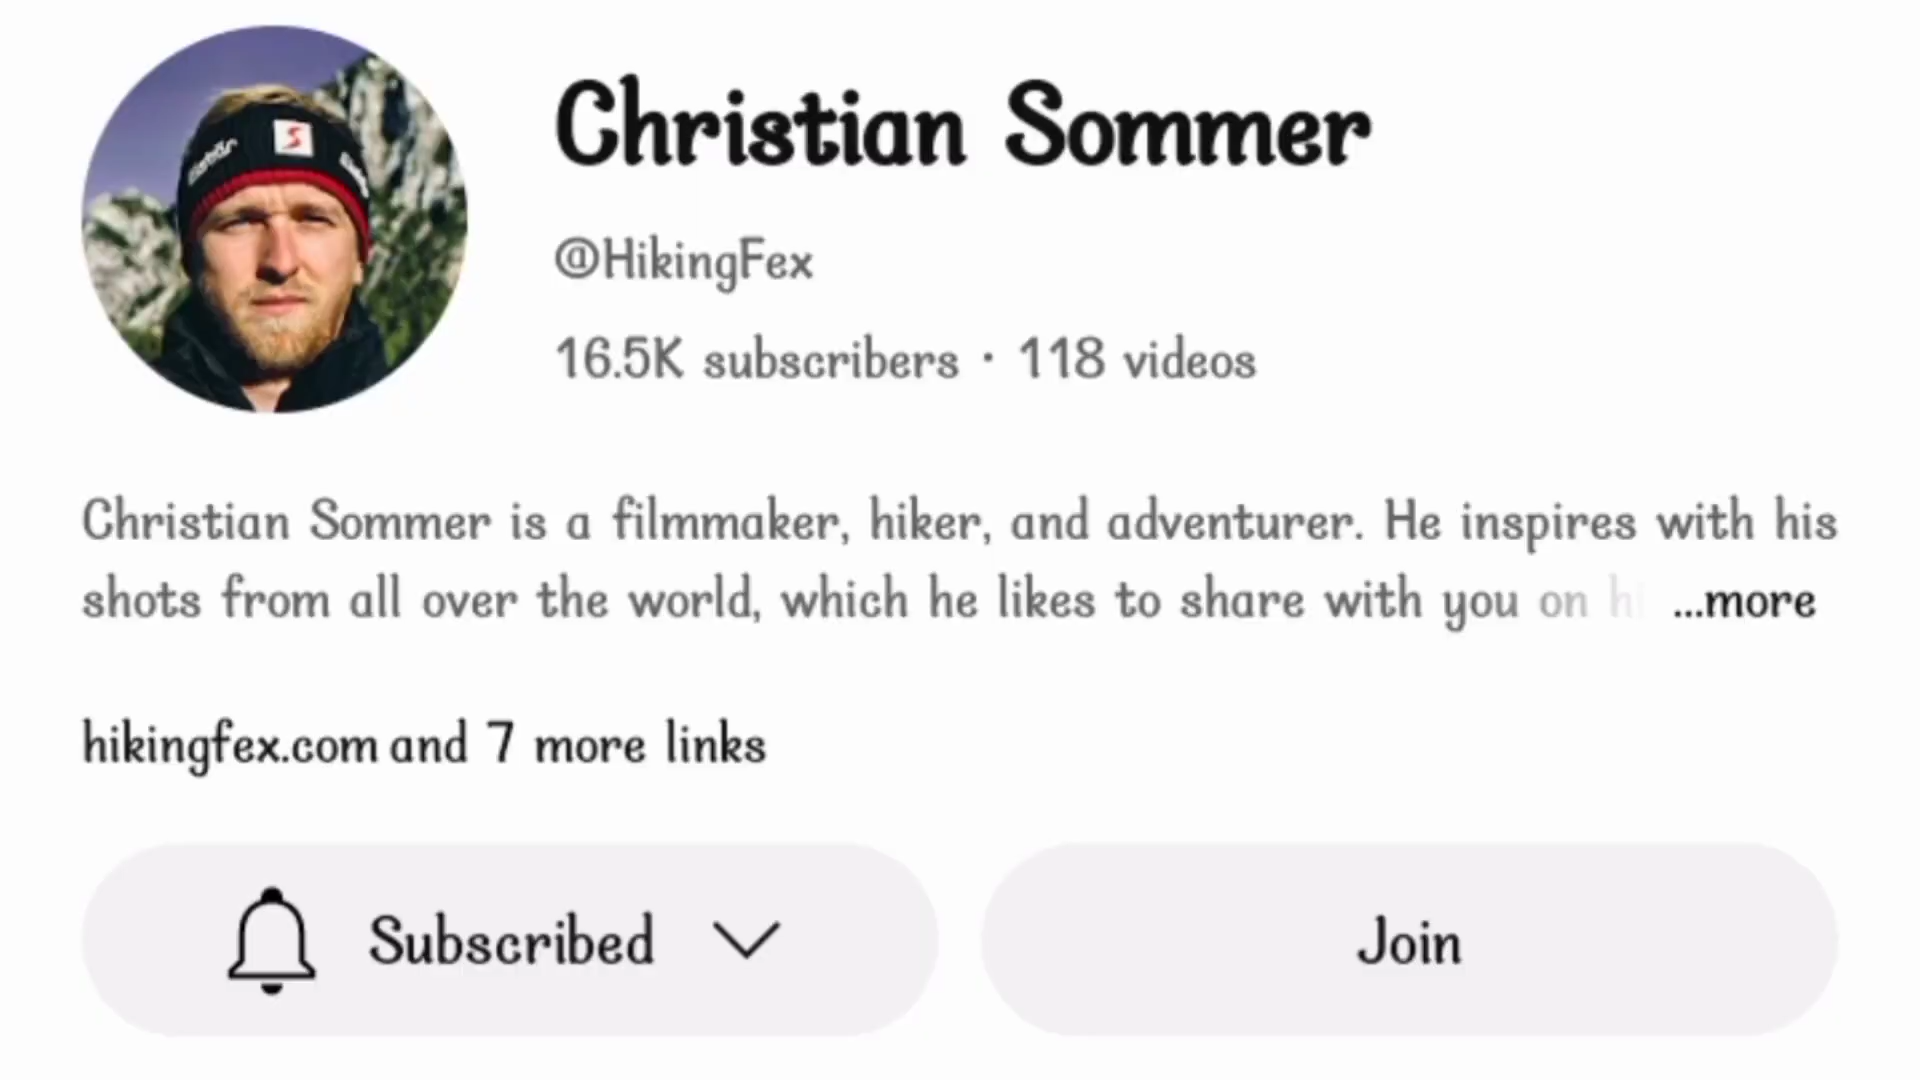 Christian Sommer
@HikingFex
16.5K subscribers · 118 videos
Christian Sommer is a filmmaker, hiker, and adventurer. He inspires with his
shots from all over the world, which he likes to share with you on ...more
hikingfex.com and 7 more links
Subscribed
Join